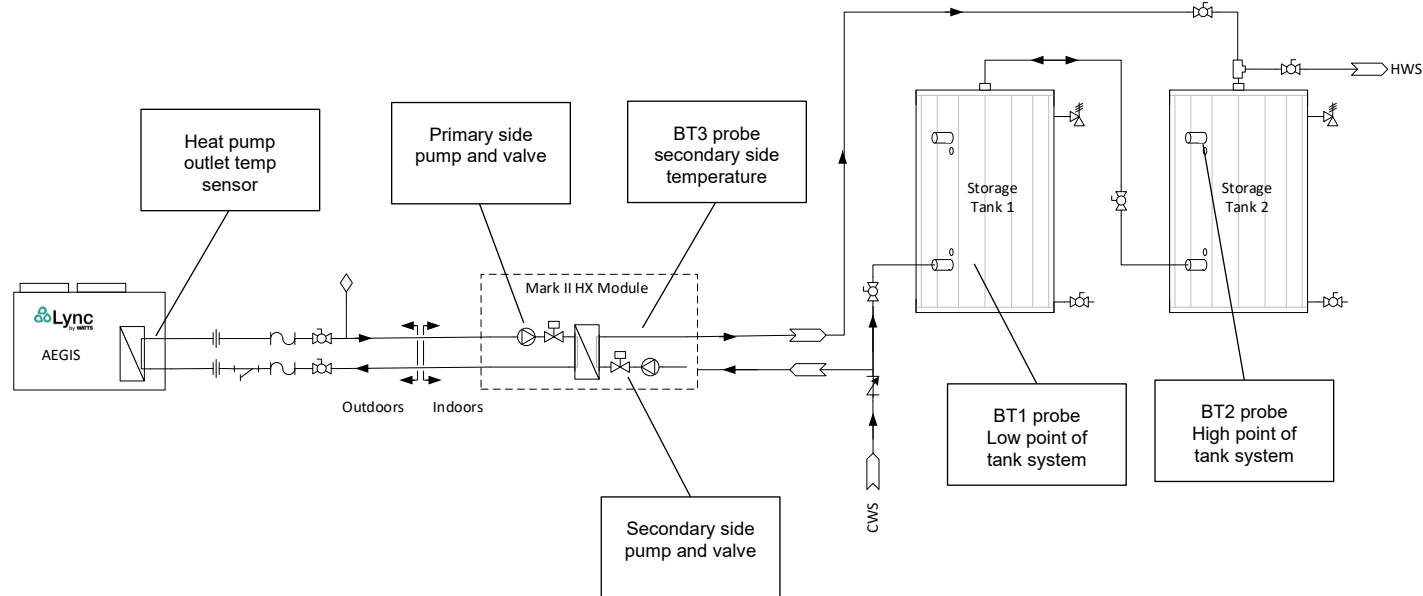 HWS
Heat pump
outlet temp
sensor
Primary side
pump and valve
BT3 probe
secondary side
temperature
Storage
Tank 1
Storage
Tank 2
Mark II HX Module
Lync
by WATTS
AEGIS
Outdoors
Indoors
BT1 probe
Low point of
tank system
BT2 probe
High point of
tank system
CWS
Secondary side
pump and valve